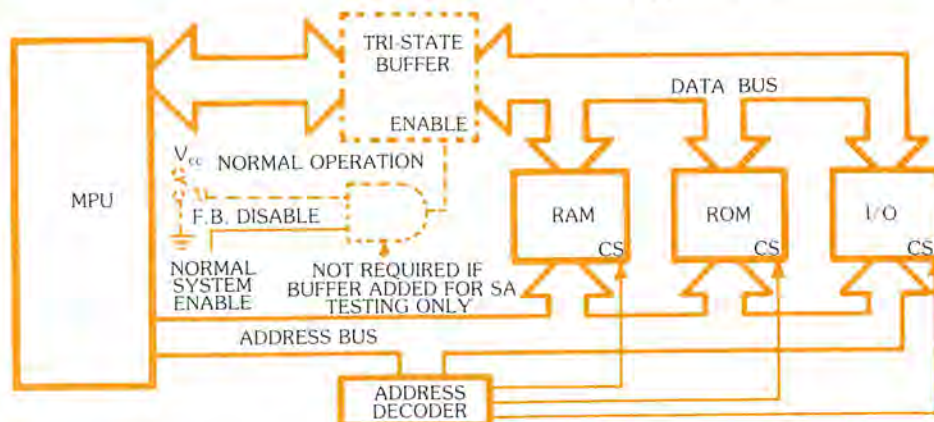 TRI-STATE
BUFFER
ENABLE
DATA BUS
MPU
Vcc
NORMAL OPERATION
F.B. DISABLE
NORMAL
SYSTEM
ENABLE
NOT REQUIRED IF
BUFFER ADDED FOR SA
TESTING ONLY
RAM
CS
ROM
CS
I/O
CS
ADDRESS BUS
ADDRESS
DECODER